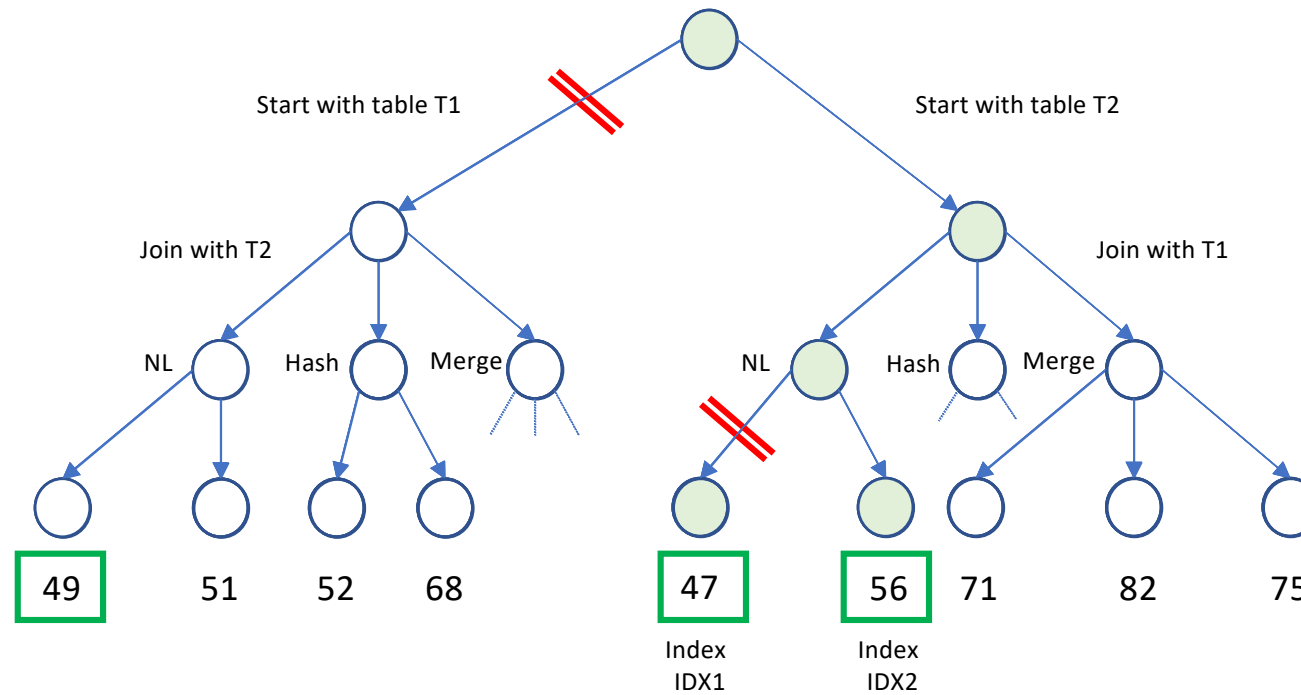 Start with table T1
Start with table T2
Join with T2
Join with T1
NL
Hash
Merge
NL
Hash
Merge
49
51
52
68
47
56
71
82
75
Index
IDX1
Index
IDX2